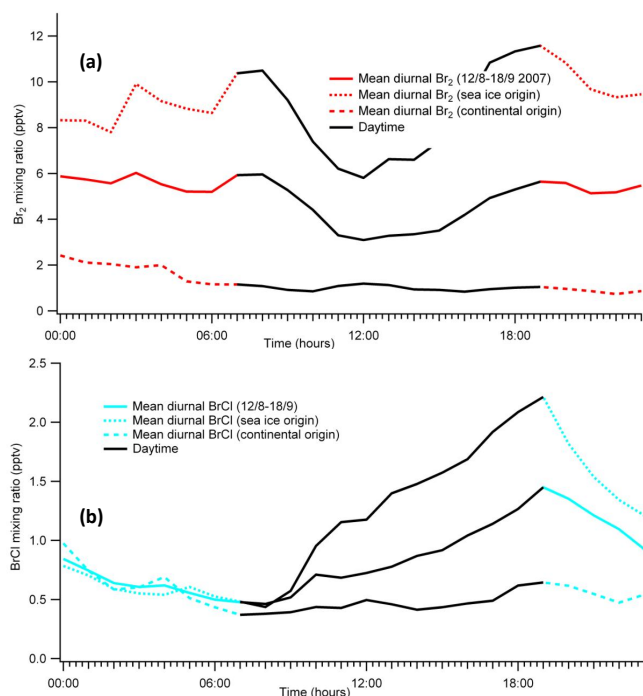 (a)
Br₂ mixing ratio (pptv)
12
10
8
6
4
2
0
Mean diurnal Br₂ (12/8-18/9 2007)
Mean diurnal Br₂ (sea ice origin)
Mean diurnal Br₂ (continental origin)
Daytime
00:00 06:00 12:00 18:00
Time (hours)
BrCl mixing ratio (pptv)
2.5
2.0
1.5
1.0
0.5
0.0
Mean diurnal BrCl (12/8-18/9)
Mean diurnal BrCl (sea ice origin)
Mean diurnal BrCl (continental origin)
Daytime
(b)
00:00 06:00 12:00 18:00
Time (hours)